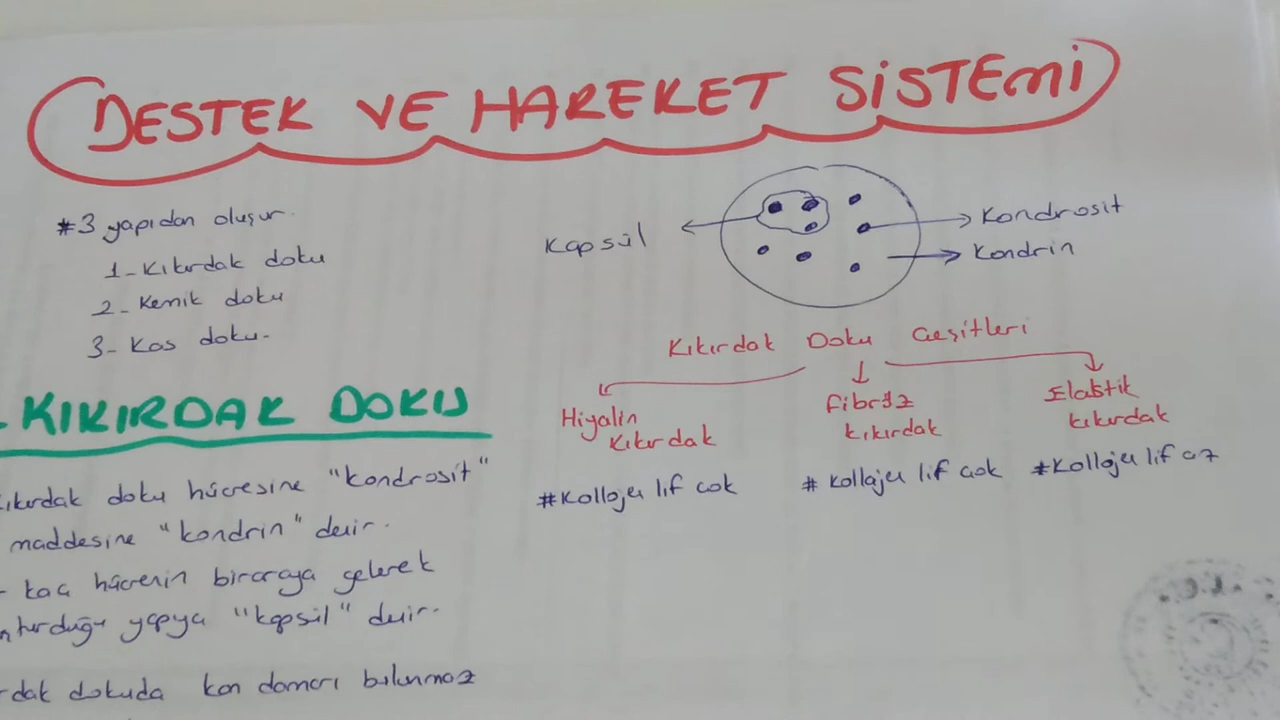 DESTEK VE HAREKET SİSTEMİ
#3 yapıdan oluşur.
1- Kıkırdak doku
2- Kemik doku
3- Kas doku.
Kapsül
Kondrosit
Kondrin
Kıkırdak Doku Çeşitleri
Hiyalin
kıkırdak
#Kollajen lif çok
fibröz
kıkırdak
# kollajen lif çok
Elastik
kıkırdak
#Kollajen lif az
KIKIRDAK DOKU
kıkırdak doku hücresine "kondrosit"
maddesine "kondrin" denir.
kaç hücrenin biraraya gelerek
yapıya "kapsül" denir.
dokuda kan damarı bulunmaz